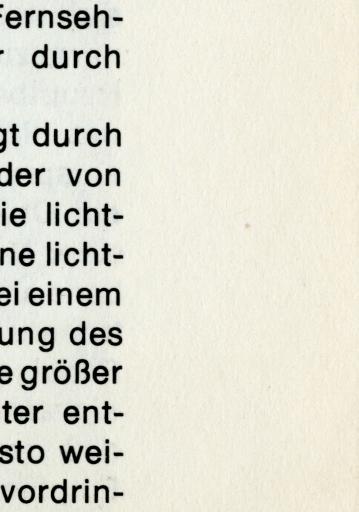 Fernseh-
r durch
gt durch
der von
ie licht-
ne licht-
ei einem
ung des
e größer
ter ent-
sto wei-
vordrin-